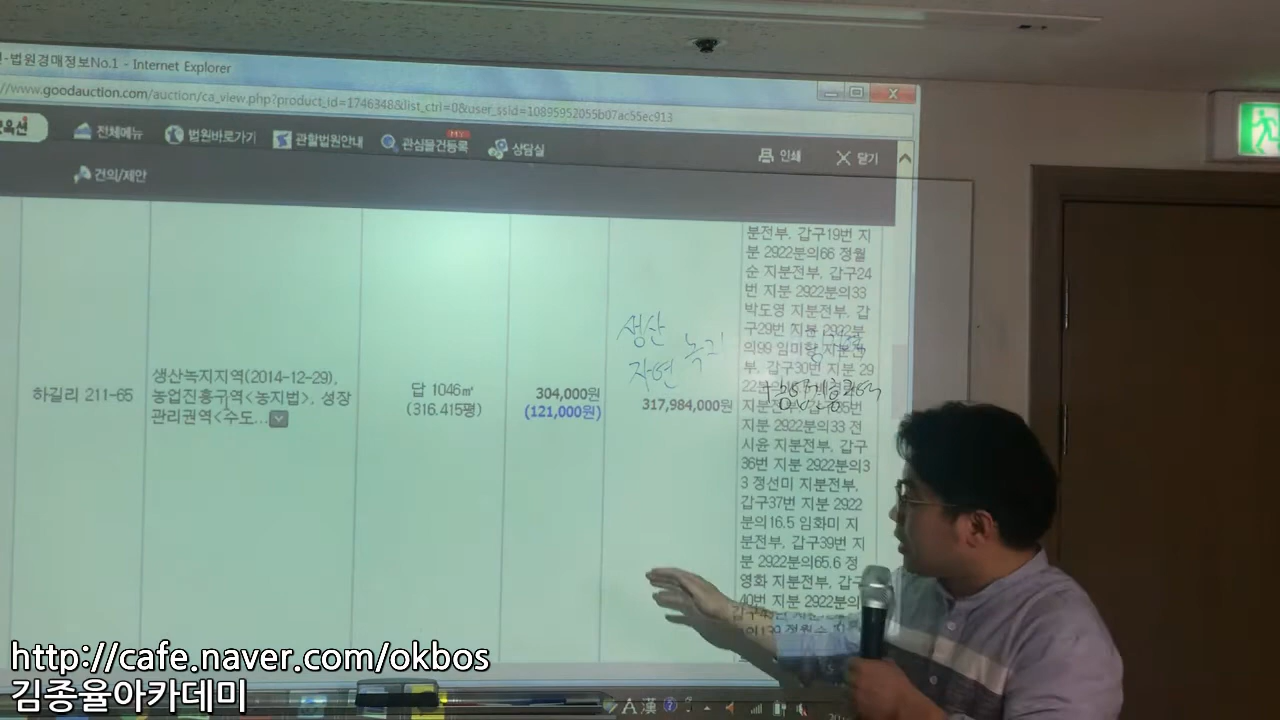 -법원경매정보No.1 - Internet Explorer
//www.goodauction.com/auction/ca_view.php?product_id=1746348&list_ctrl=0&user_ssid=10895952055b07ac55ec913
전체메뉴 법원바로가기 관할법원안내 관심물건등록 상담실 인쇄 닫기
건의/제안
하길리 211-65
생산녹지지역(2014-12-29),
농업진흥구역<농지법>, 성장
관리권역<수도...
답 1046㎡
(316.415평)
304,000원
(121,000원)
317,984,000원
생산
자연 녹지
분전부, 갑구19번 지
분 2922분의66 정월
순 지분전부, 갑구24
번 지분 2922분의33
박도영 지분전부, 갑
구29번 지분 2922분
의99 임미향 지분전
부, 갑구30번 지분 29
지분전부, 갑구35번
지분 2922분의33 전
시윤 지분전부, 갑구
36번 지분 2922분의3
3 정선미 지분전부,
갑구37번 지분 2922
분의16.5 임화미 지
분전부, 갑구39번 지
분 2922분의65.6 정
영화 지분전부, 갑구
40번 지분 2922분의
A 漢
http://cafe.naver.com/okbos
김종율아카데미